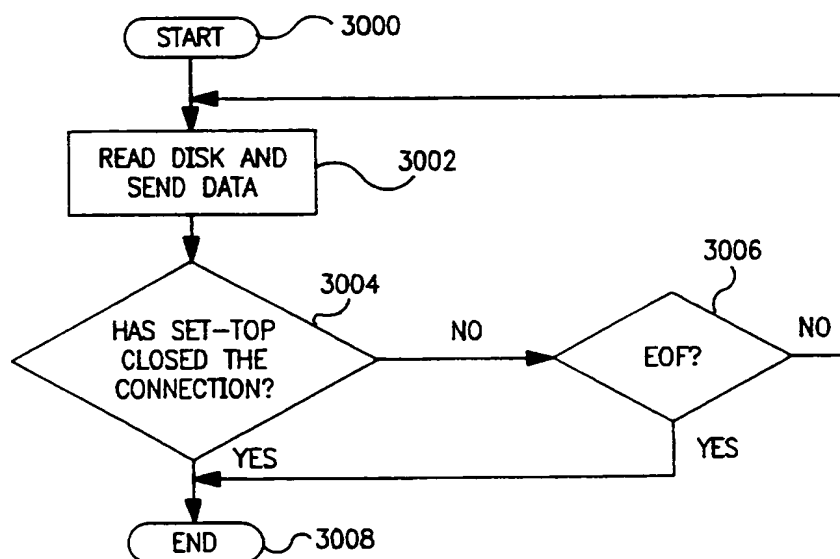 START
3000
READ DISK AND
SEND DATA
3002
HAS SET-TOP
CLOSED THE
CONNECTION?
3004
NO
EOF?
3006
NO
YES
YES
END
3008